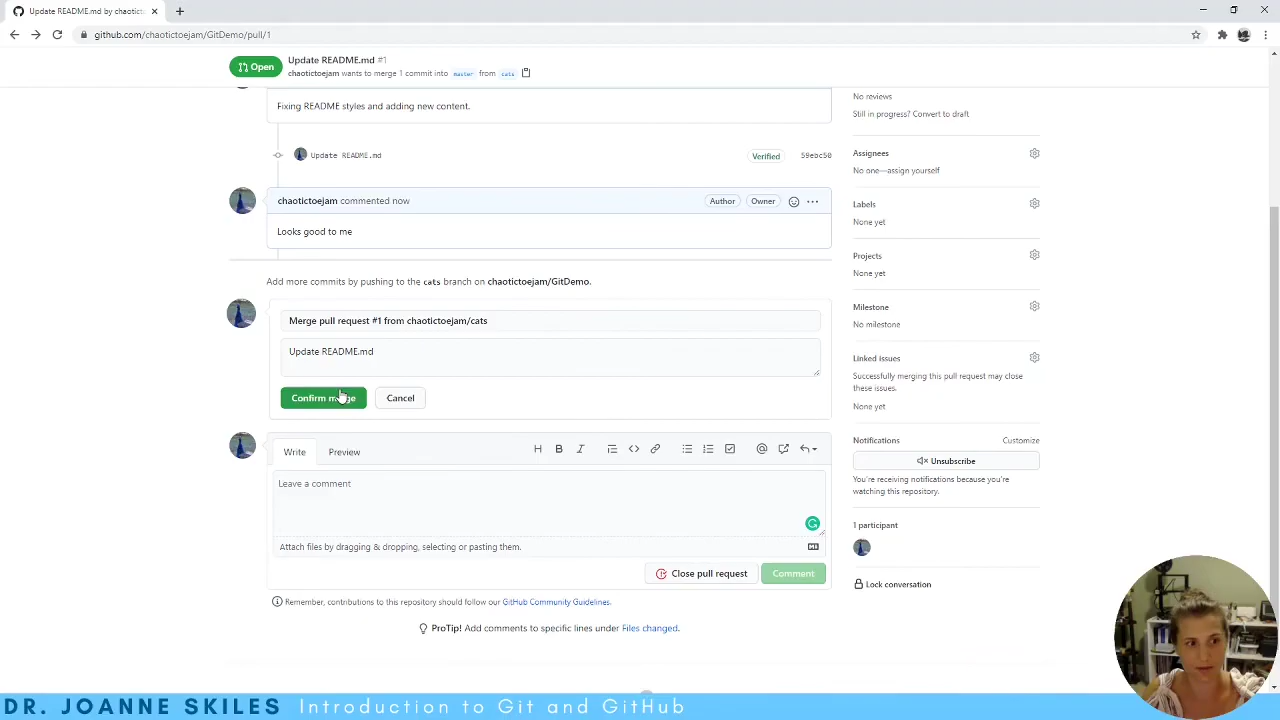 Update README.md by chaotict
github.com/chaotictoejam/GitDemo/pull/1
Open
Update README.md #1
chaotictoejam wants to merge 1 commit into master from cats
Fixing README styles and adding new content.
Update README.md
Verified
59ebc50
chaotictoejam commented now
Author
Owner
Looks good to me
Add more commits by pushing to the cats branch on chaotictoejam/GitDemo.
Merge pull request #1 from chaotictoejam/cats
Update README.md
Confirm merge
Cancel
Write
Preview
Leave a comment
Attach files by dragging & dropping, selecting or pasting them.
Close pull request
Comment
Remember, contributions to this repository should follow our GitHub Community Guidelines.
ProTip! Add comments to specific lines under Files changed.
No reviews
Still in progress? Convert to draft
Assignees
No one—assign yourself
Labels
None yet
Projects
None yet
Milestone
No milestone
Linked issues
Successfully merging this pull request may close
these issues.
None yet
Notifications
Customize
Unsubscribe
You're receiving notifications because you're
watching this repository.
1 participant
Lock conversation
DR. JOANNE SKILES Introduction to Git and GitHub